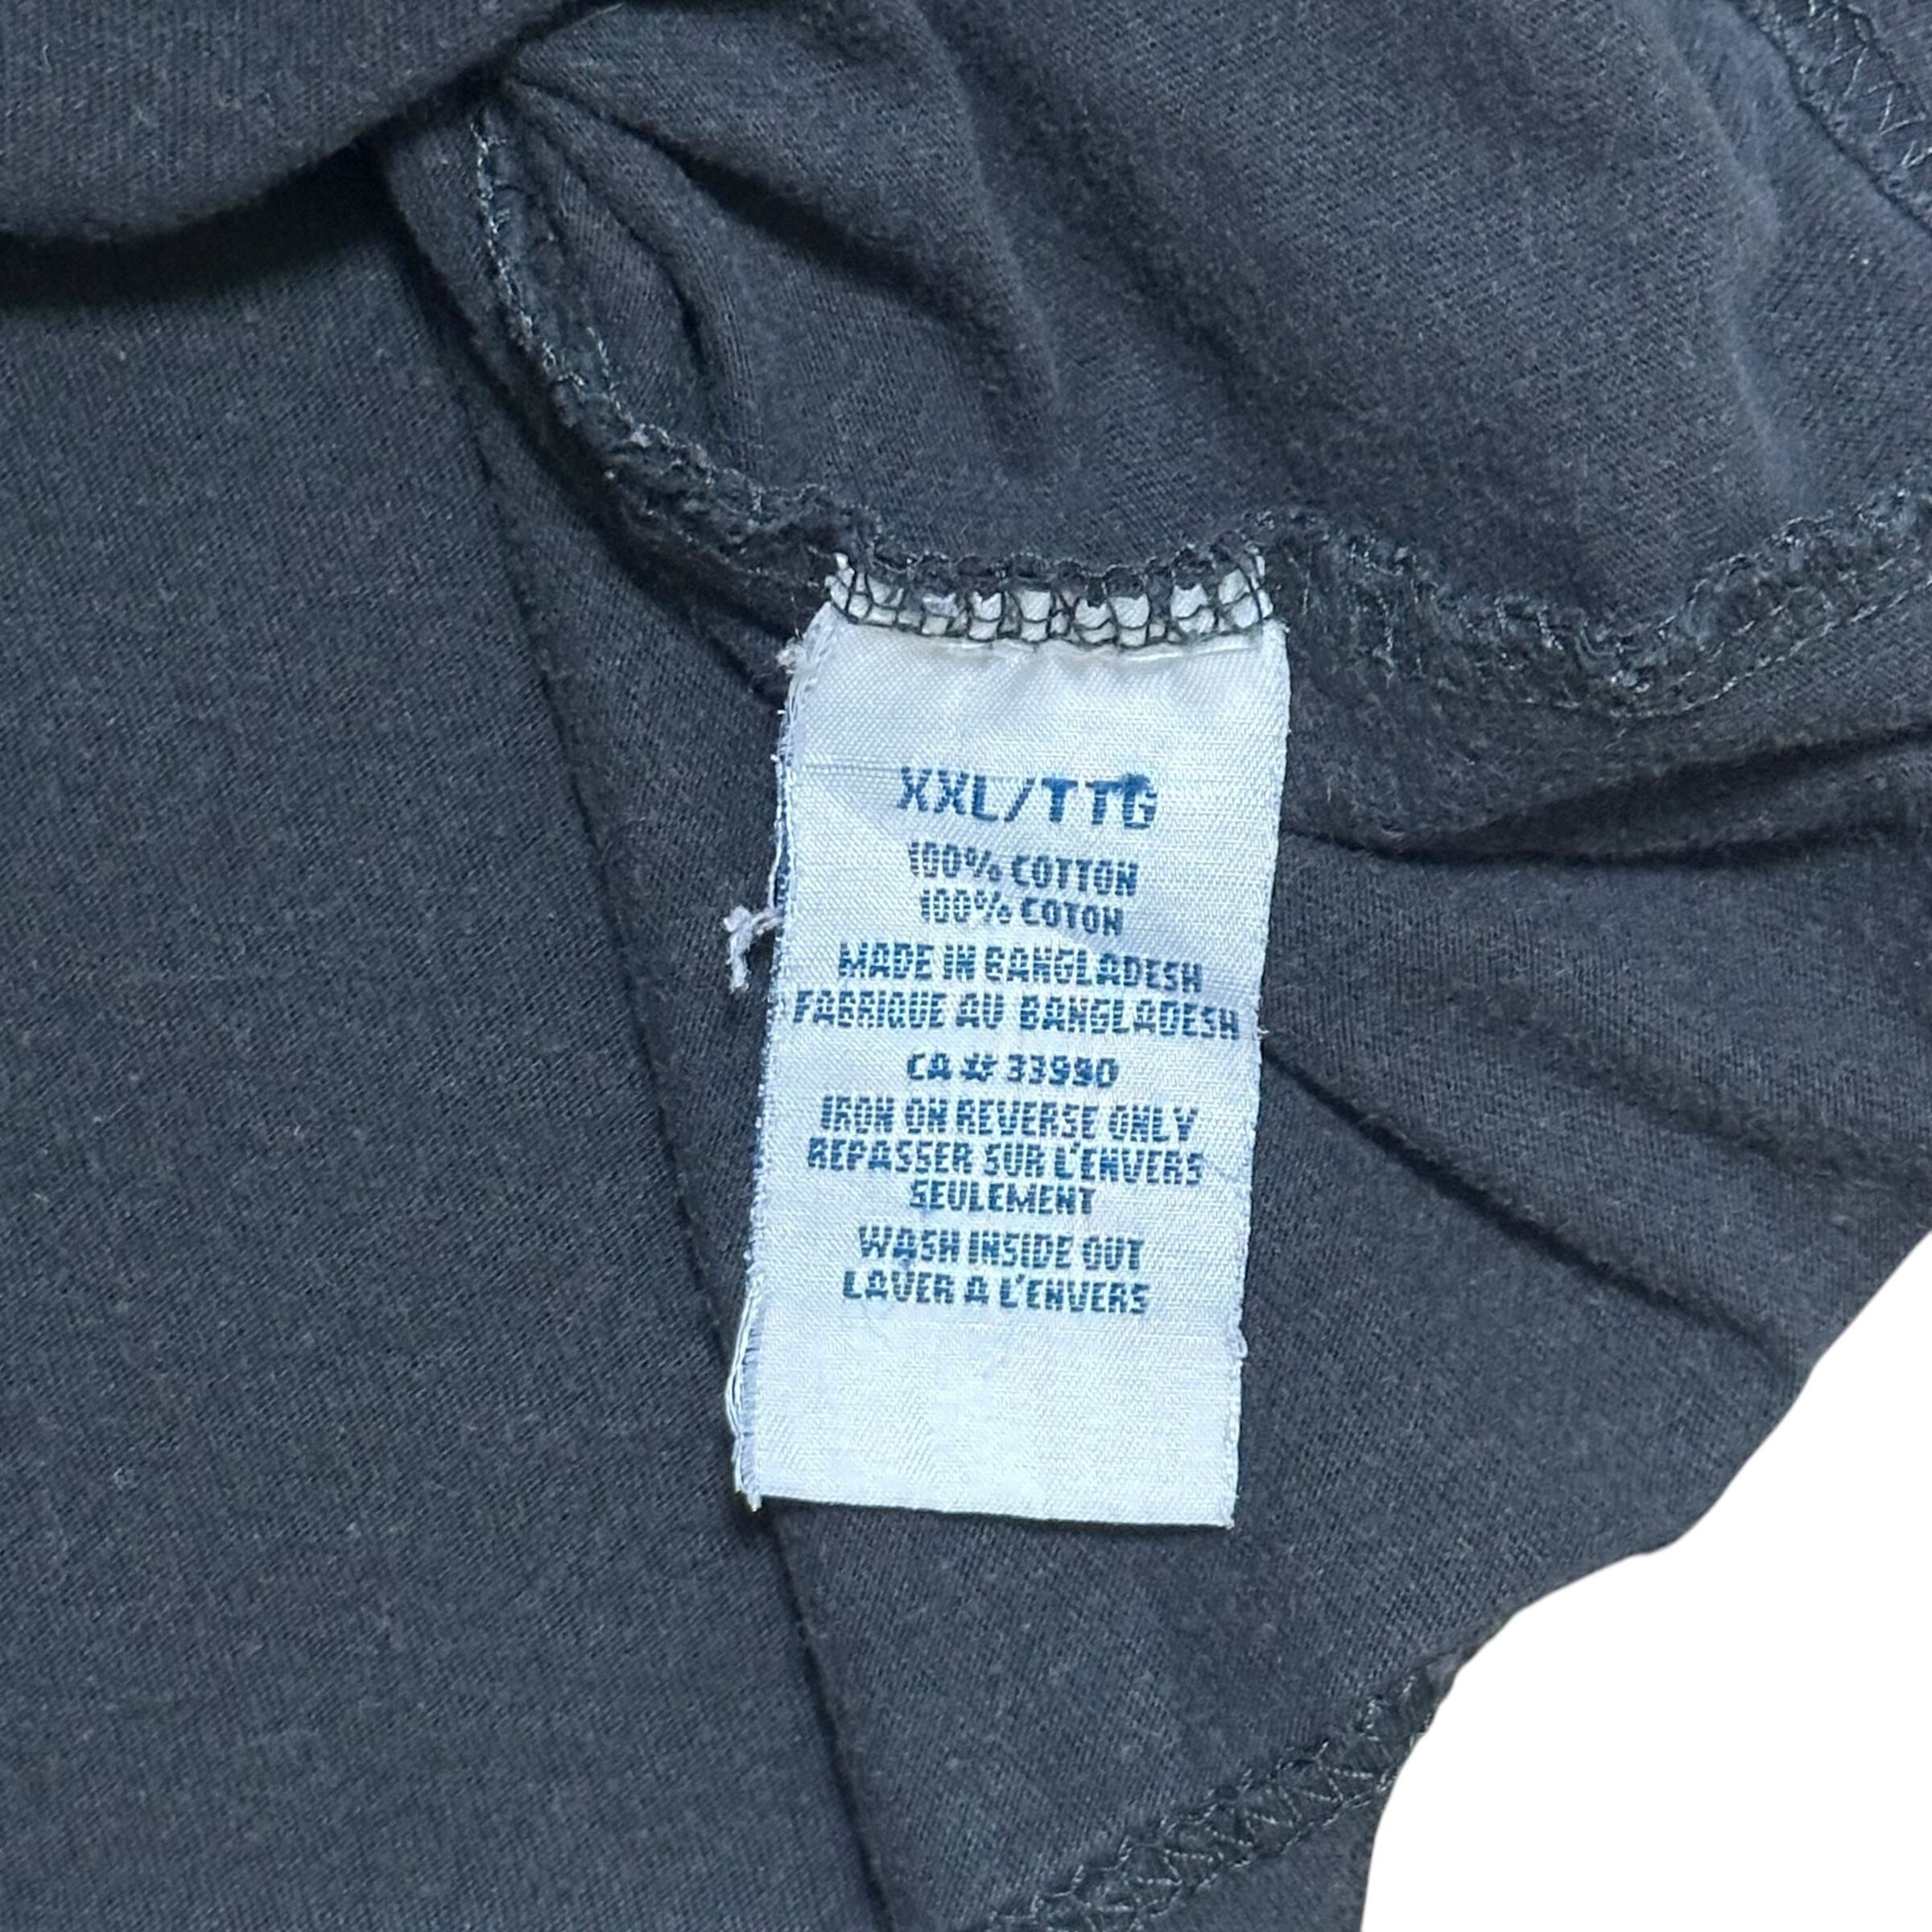 XXL/TTG
100% COTTON
100% COTON
MADE IN BANGLADESH
FABRIQUE AU BANGLADESH
CA # 33990
IRON ON REVERSE ONLY
REPASSER SUR L'ENVERS
SEULEMENT
WASH INSIDE OUT
LAVER A L'ENVERS